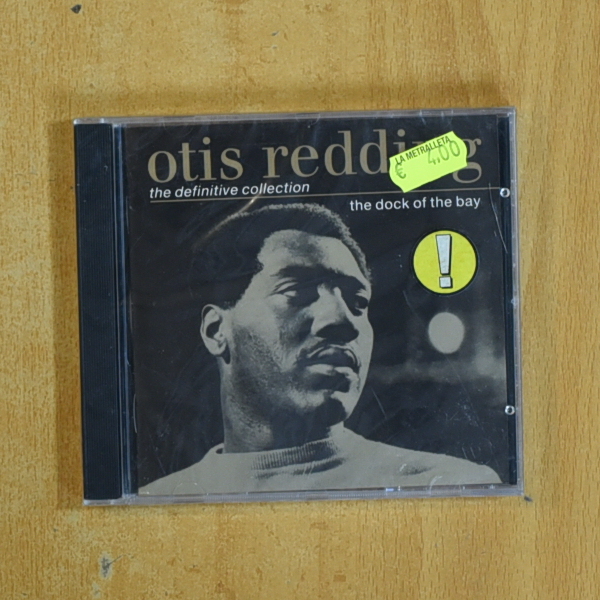 otis redding
LA METRALLETA
€ 4,00
the definitive collection
the dock of the bay
!